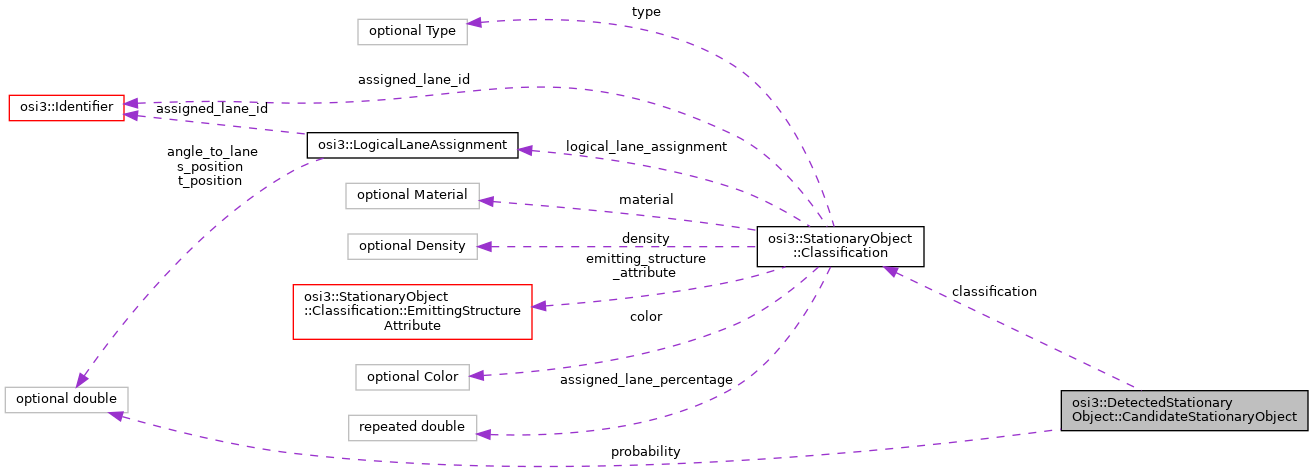 type
optional Type
assigned_lane_id
osi3::Identifier
assigned_lane_id
osi3::LogicalLaneAssignment
logical_lane_assignment
angle_to_lane
s_position
t_position
optional Material
material
osi3::StationaryObject
::Classification
density
optional Density
emitting_structure
_attribute
classification
osi3::StationaryObject
::Classification::EmittingStructure
Attribute
color
optional Color
assigned_lane_percentage
optional double
osi3::DetectedStationary
Object::CandidateStationaryObject
repeated double
probability